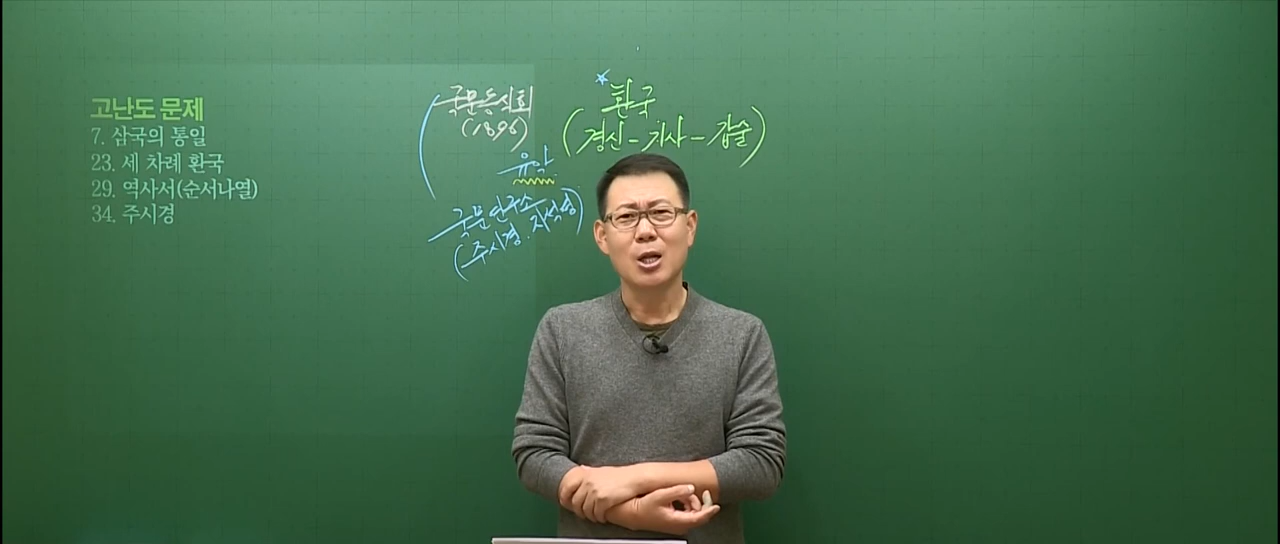 고난도 문제
7. 삼국의 통일
23. 세 차례 환국
29. 역사서(순서나열)
34. 주시경
국문동식회
(1896)
유학
국문연구소
(주시경. 지석영)
환국
(경신-기사-갑술)